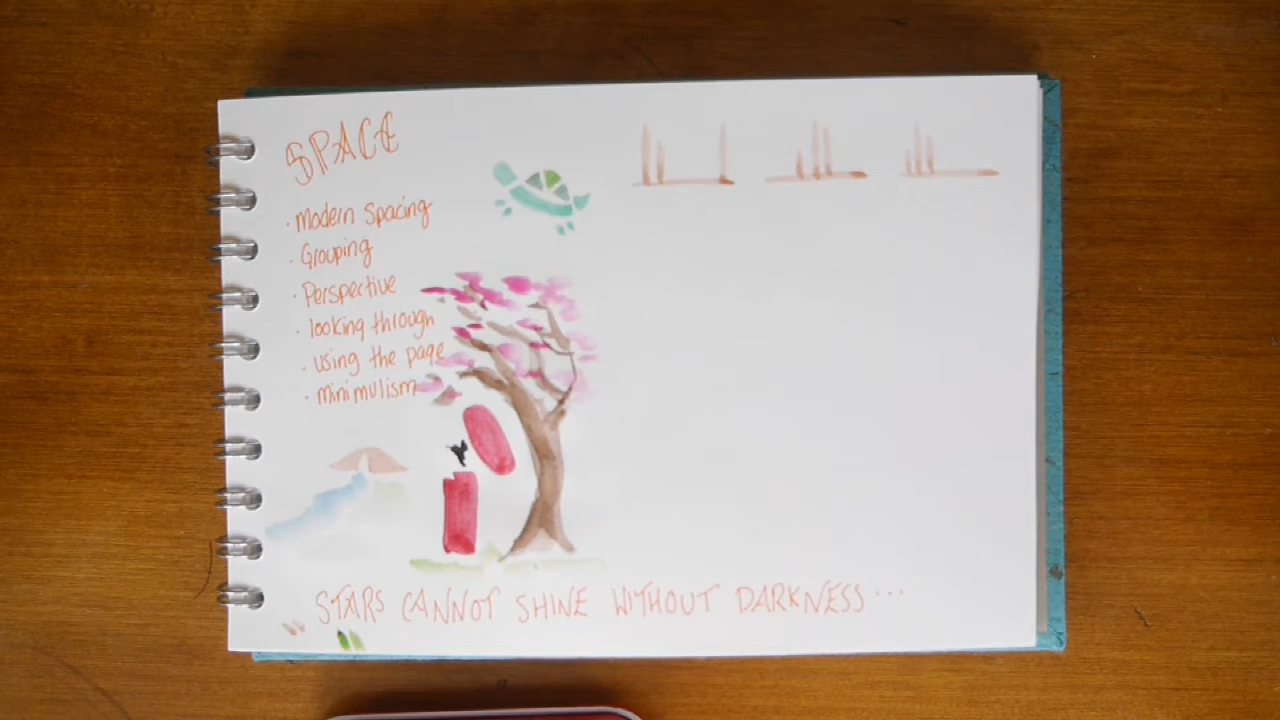 SPACE
· modern spacing
· Grouping
· Perspective
· looking through
· using the page
· minimulism
STARS CANNOT SHINE WITHOUT DARKNESS...